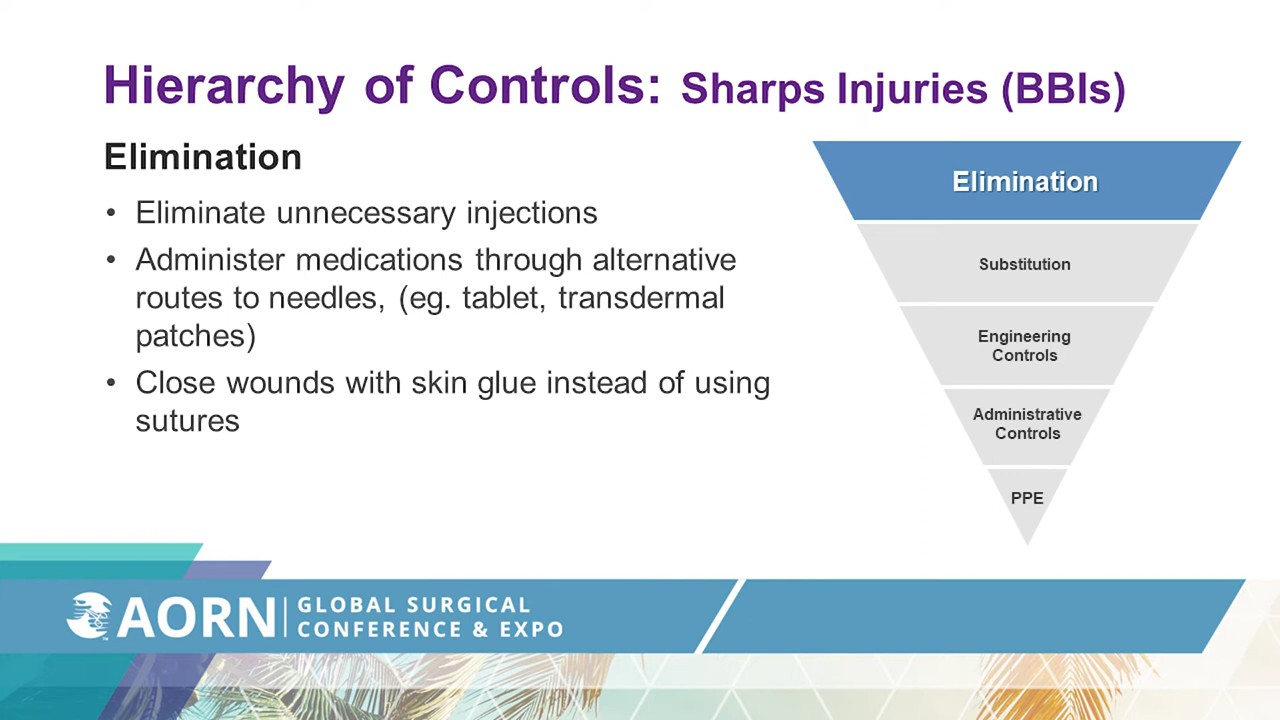 Hierarchy of Controls: Sharps Injuries (BBIs)
Elimination
• Eliminate unnecessary injections
• Administer medications through alternative
routes to needles, (eg. tablet, transdermal
patches)
• Close wounds with skin glue instead of using
sutures
Elimination
Substitution
Engineering
Controls
Administrative
Controls
PPE
AORN
GLOBAL SURGICAL
CONFERENCE & EXPO